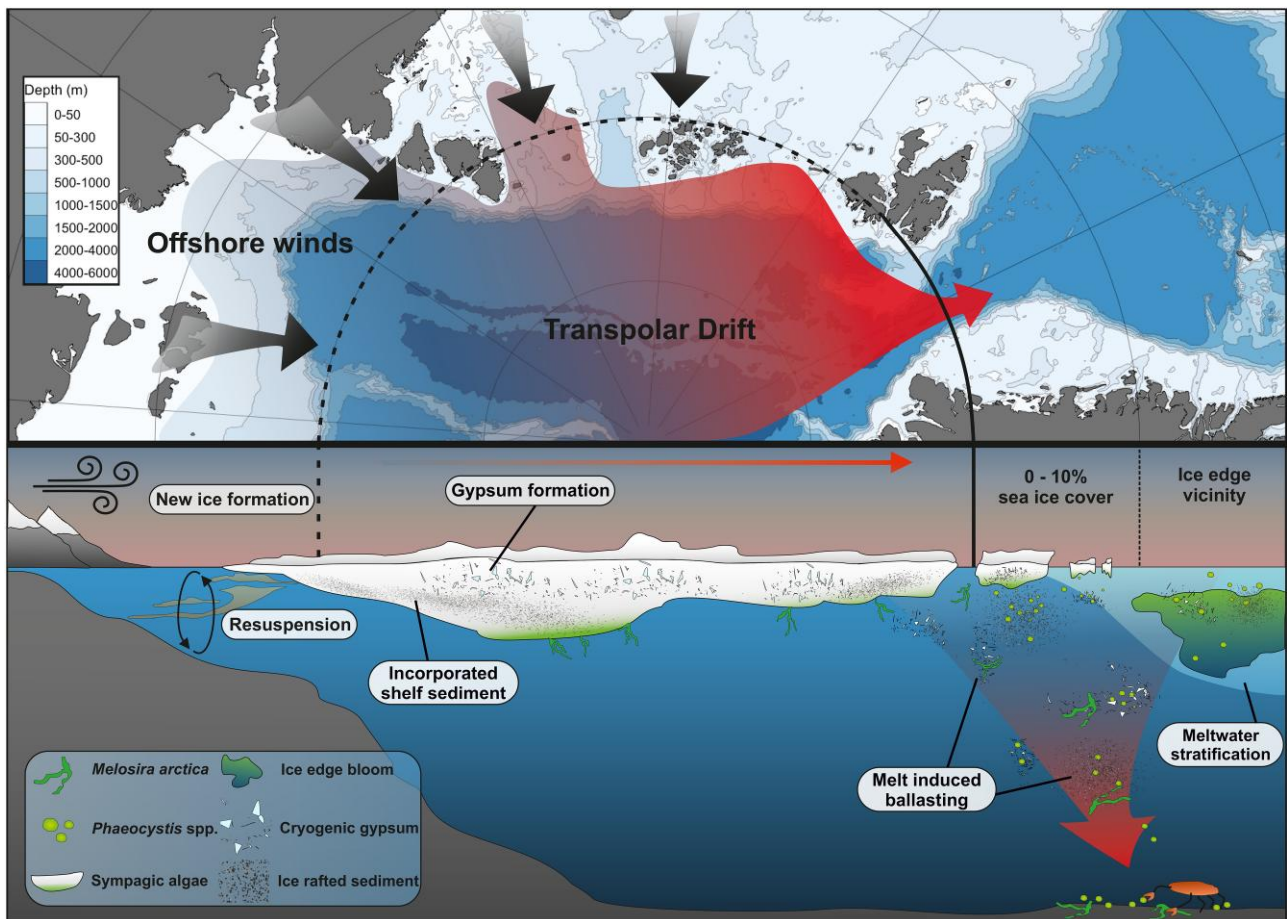 Depth (m)
0-50
50-300
300-500
500-1000
1000-1500
1500-2000
2000-4000
4000-6000
Offshore winds
Transpolar Drift
New ice formation
Gypsum formation
0 - 10%
sea ice cover
Ice edge
vicinity
Resuspension
Incorporated
shelf sediment
Meltwater
stratification
Melt induced
ballasting
Melosira arctica
Ice edge bloom
Phaeocystis spp.
Cryogenic gypsum
Sympagic algae
Ice rafted sediment